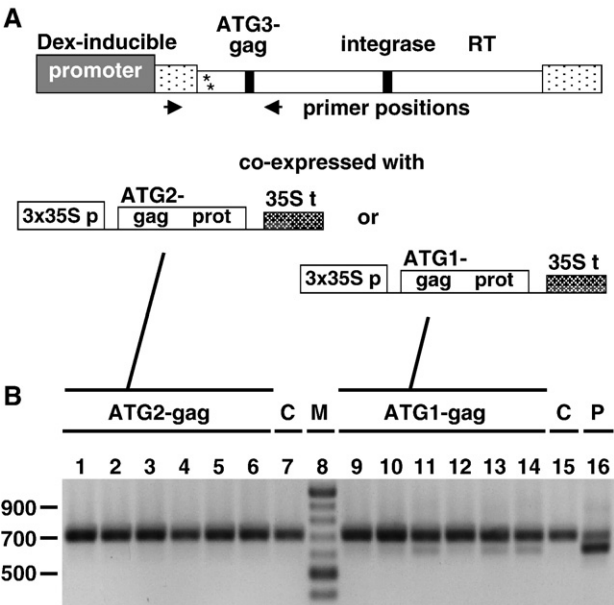 A
ATG3-
Dex-inducible gag integrase RT
promoter
* *
primer positions
co-expressed with
ATG2- 35S t
3x35S p gag prot or
ATG1- 35S t
3x35S p gag prot
B
ATG2-gag C M ATG1-gag C P
1 2 3 4 5 6 7 8 9 10 11 12 13 14 15 16
900
700
500